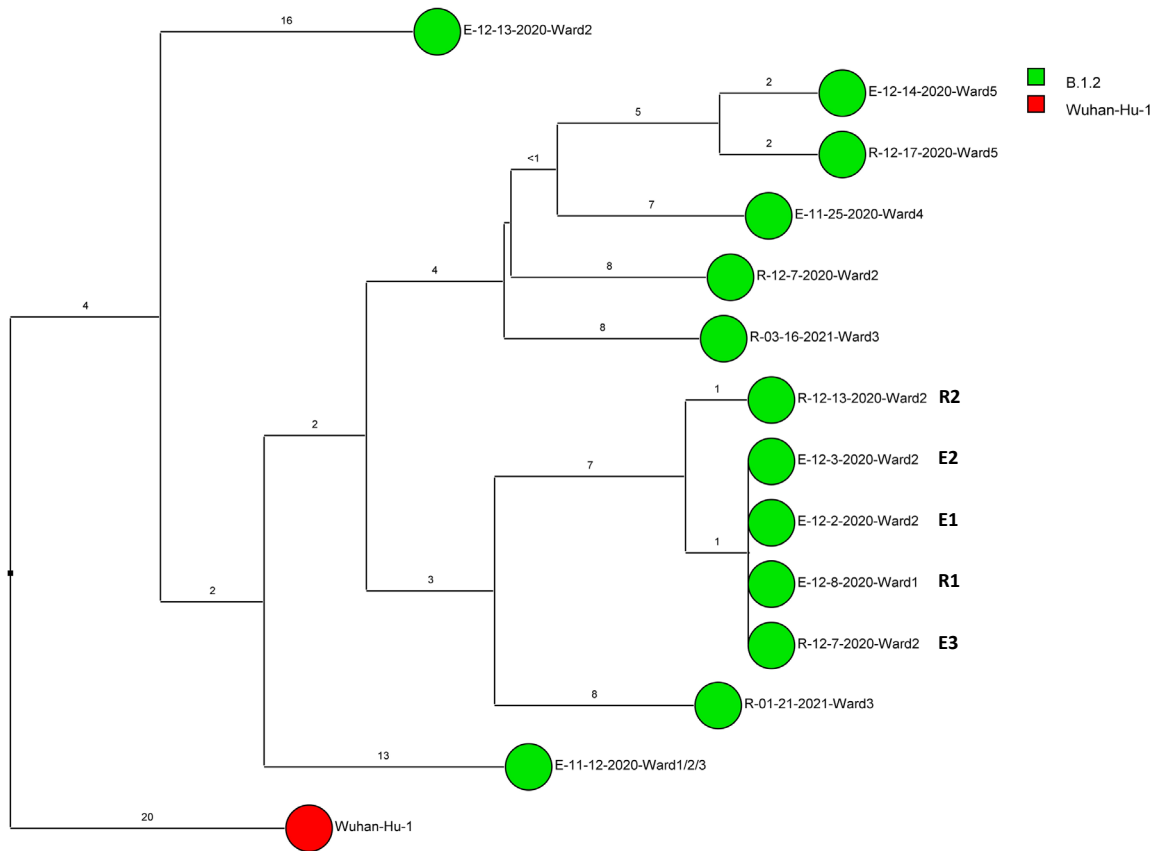 16
E-12-13-2020-Ward2
2
E-12-14-2020-Ward5
B.1.2
Wuhan-Hu-1
5
2
R-12-17-2020-Ward5
<1
7
E-11-25-2020-Ward4
4
8
R-12-7-2020-Ward2
4
8
R-03-16-2021-Ward3
1
R-12-13-2020-Ward2 R2
2
E-12-3-2020-Ward2 E2
7
E-12-2-2020-Ward2 E1
1
E-12-8-2020-Ward1 R1
3
2
R-12-7-2020-Ward2 E3
8
R-01-21-2021-Ward3
13
E-11-12-2020-Ward1/2/3
20
Wuhan-Hu-1